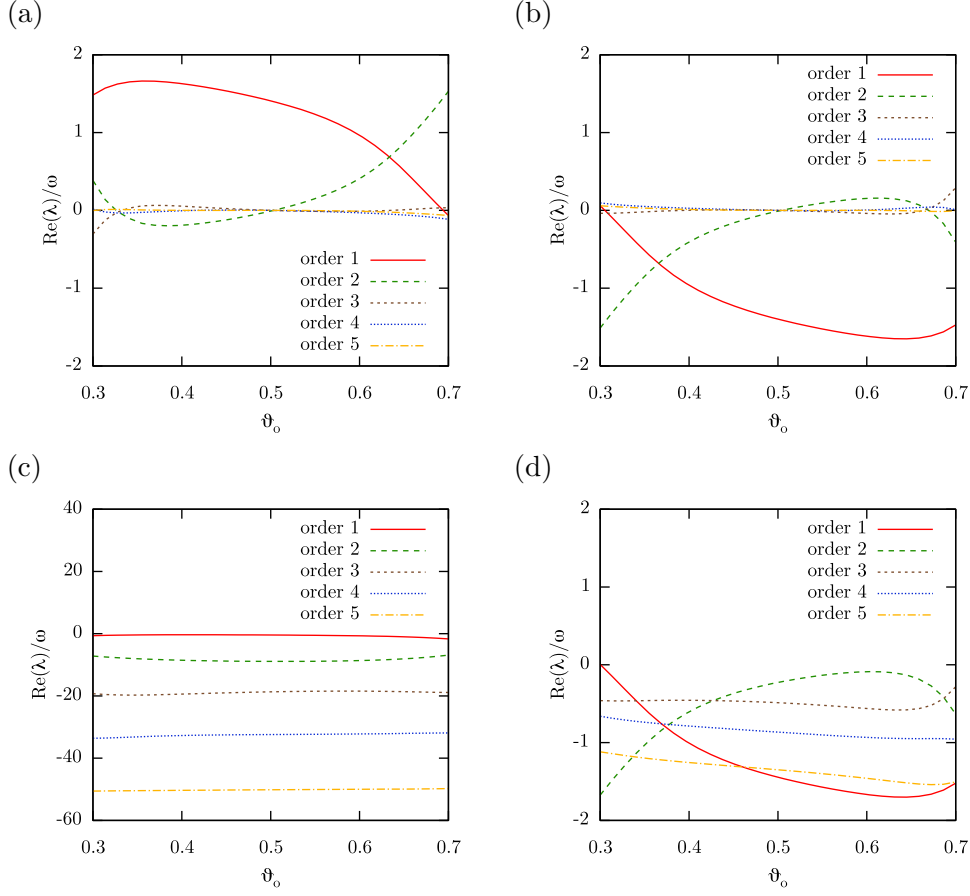 (a)
2
1
0
-1
-2
Re(λ)/ω
order 1
order 2
order 3
order 4
order 5
0.3 0.4 0.5 0.6 0.7
ϑo
(b)
2
1
0
-1
-2
Re(λ)/ω
order 1
order 2
order 3
order 4
order 5
0.3 0.4 0.5 0.6 0.7
ϑo
(c)
40
20
0
-20
-40
-60
Re(λ)/ω
order 1
order 2
order 3
order 4
order 5
0.3 0.4 0.5 0.6 0.7
ϑo
(d)
2
1
0
-1
-2
Re(λ)/ω
order 1
order 2
order 3
order 4
order 5
0.3 0.4 0.5 0.6 0.7
ϑo